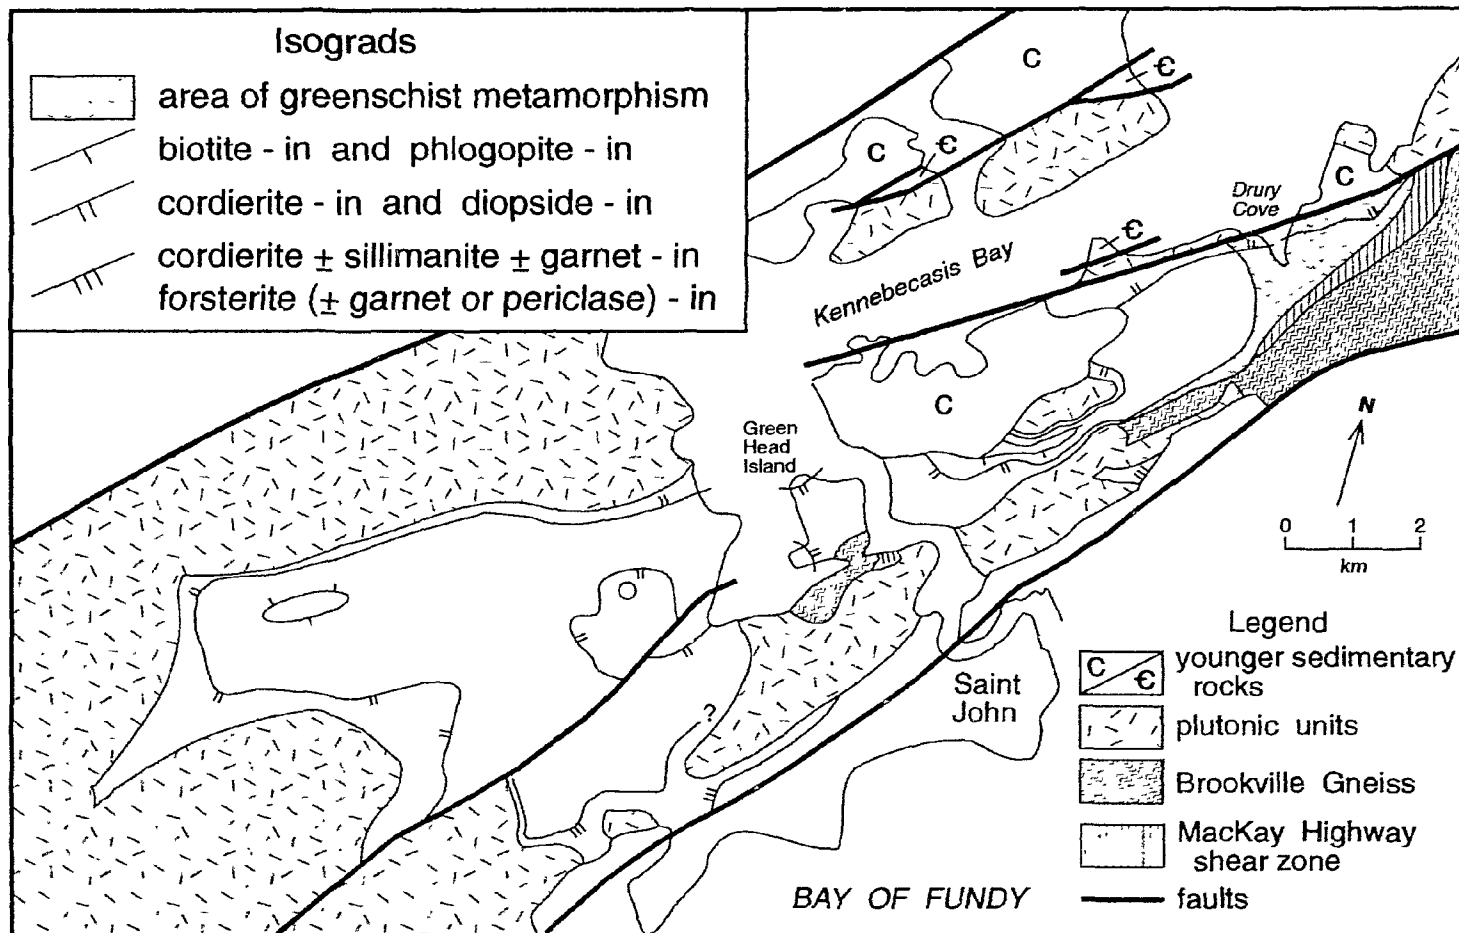 Isograds
area of greenschist metamorphism
biotite - in and phlogopite - in
cordierite - in and diopside - in
cordierite ± sillimanite ± garnet - in
forsterite (± garnet or periclase) - in
C
Є
C
Є
Drury
Cove
C
Є
Kennebecasis Bay
C
Green
Head
Island
N
0 1 2
km
?
Saint
John
BAY OF FUNDY
Legend
C Є younger sedimentary
rocks
plutonic units
Brookville Gneiss
MacKay Highway
shear zone
faults